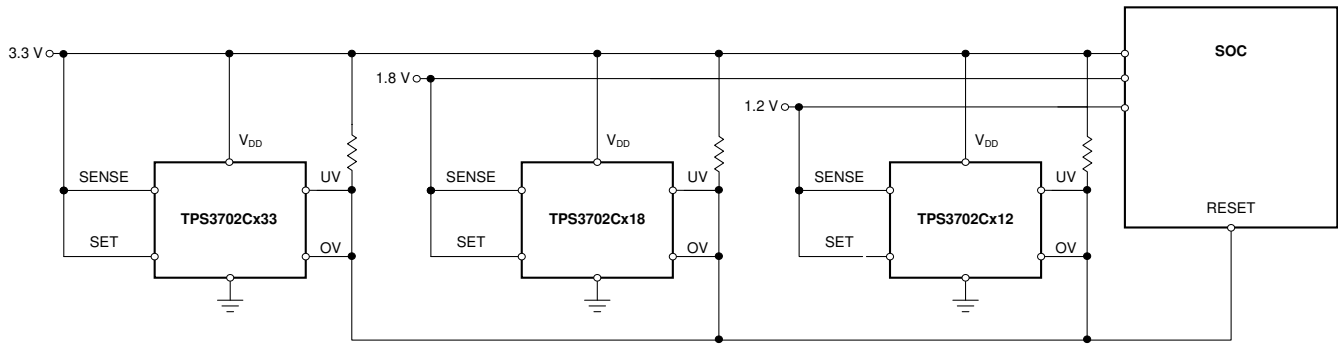 SOC
3.3 V
1.8 V
1.2 V
VDD
VDD
VDD
SENSE
UV
SENSE
UV
SENSE
UV
TPS3702Cx33
TPS3702Cx18
TPS3702Cx12
RESET
SET
OV
SET
OV
SET
OV